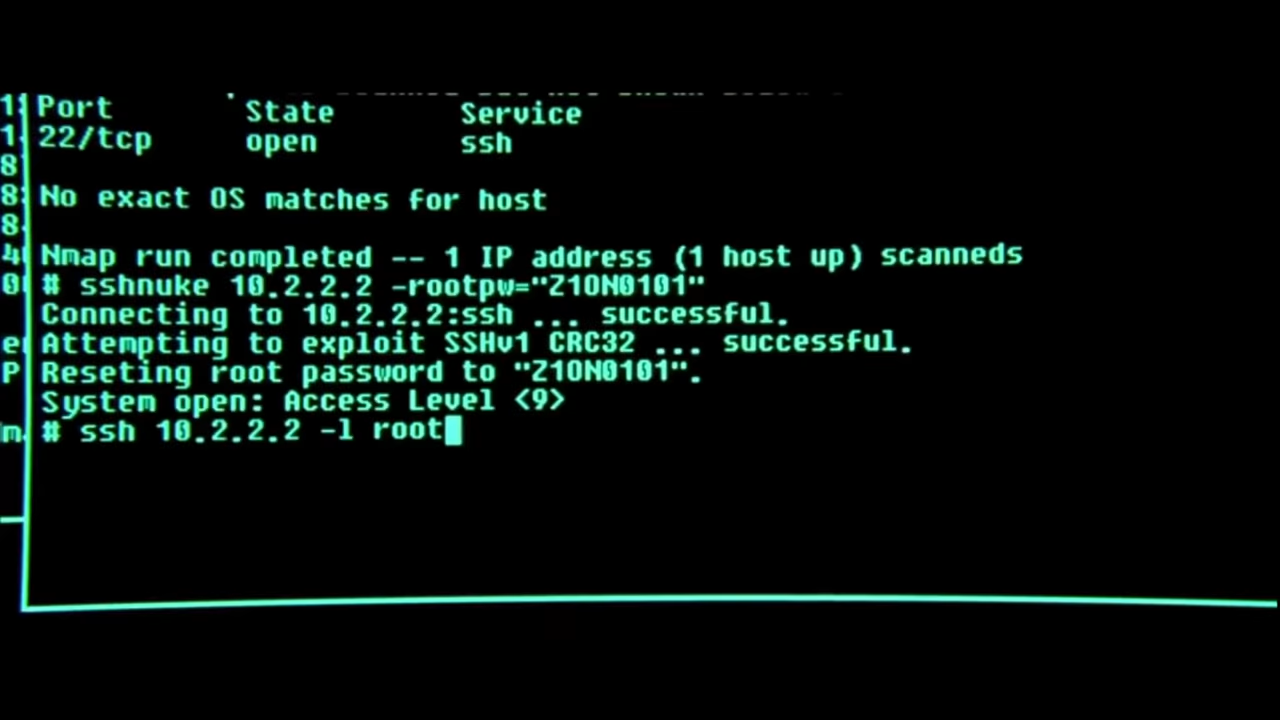 Port State Service
22/tcp open ssh
No exact OS matches for host
Nmap run completed -- 1 IP address (1 host up) scanneds
# sshnuke 10.2.2.2 -rootpw="Z1ON0101"
Connecting to 10.2.2.2:ssh ... successful.
Attempting to exploit SSHv1 CRC32 ... successful.
Reseting root password to "Z1ON0101".
System open: Access Level <9>
# ssh 10.2.2.2 -l root